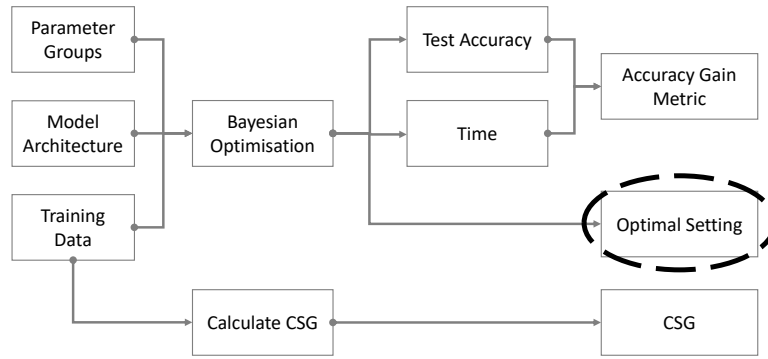 Parameter
Groups
Test Accuracy
Accuracy Gain
Metric
Model
Architecture
Bayesian
Optimisation
Time
Training
Data
Optimal Setting
Calculate CSG
CSG